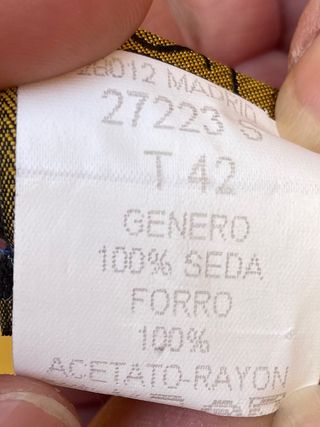 28012 MADRID
27223 S
T 42
GENERO
100% SEDA
FORRO
100%
ACETATO-RAYON